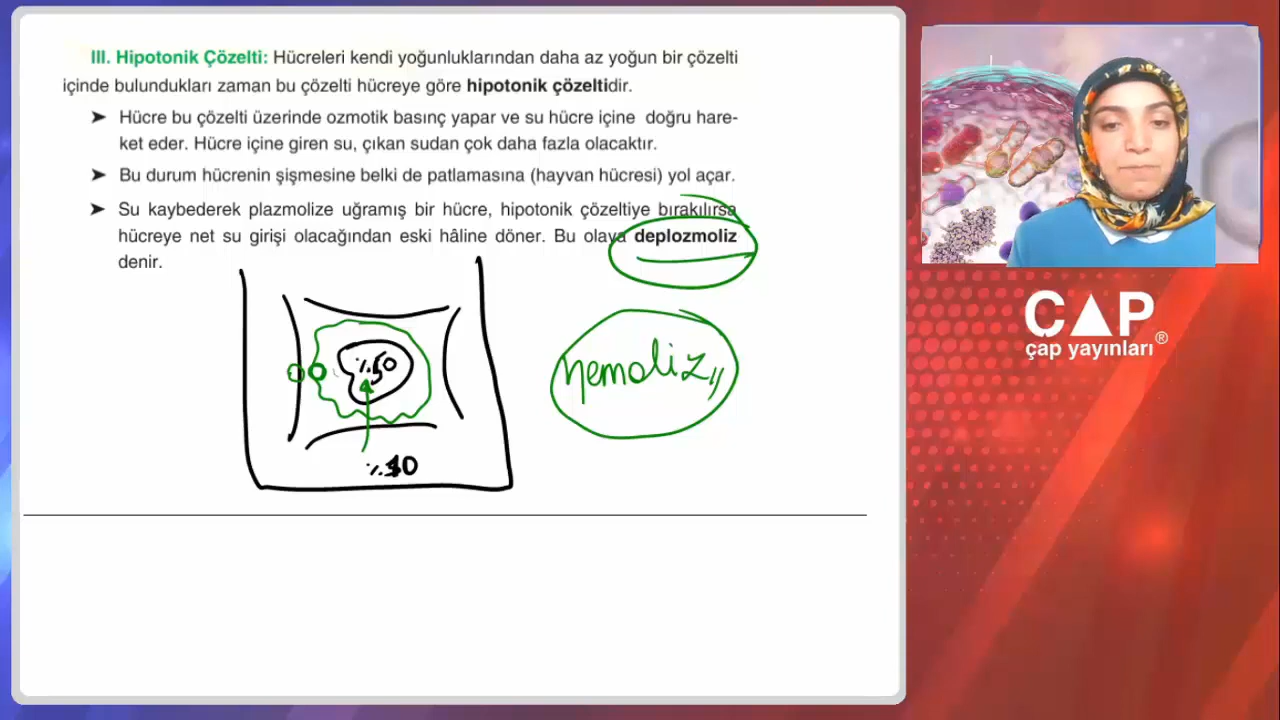 III. Hipotonik Çözelti: Hücreleri kendi yoğunluklarından daha az yoğun bir çözelti
içinde bulundukları zaman bu çözelti hücreye göre hipotonik çözeltidir.
➤ Hücre bu çözelti üzerinde ozmotik basınç yapar ve su hücre içine doğru hare-
ket eder. Hücre içine giren su, çıkan sudan çok daha fazla olacaktır.
➤ Bu durum hücrenin şişmesine belki de patlamasına (hayvan hücresi) yol açar.
➤ Su kaybederek plazmolize uğramış bir hücre, hipotonik çözeltiye bırakılırsa
hücreye net su girişi olacağından eski hâline döner. Bu olaya deplozmoliz
denir.
%50
hemoliz
CAP®
çap yayınları